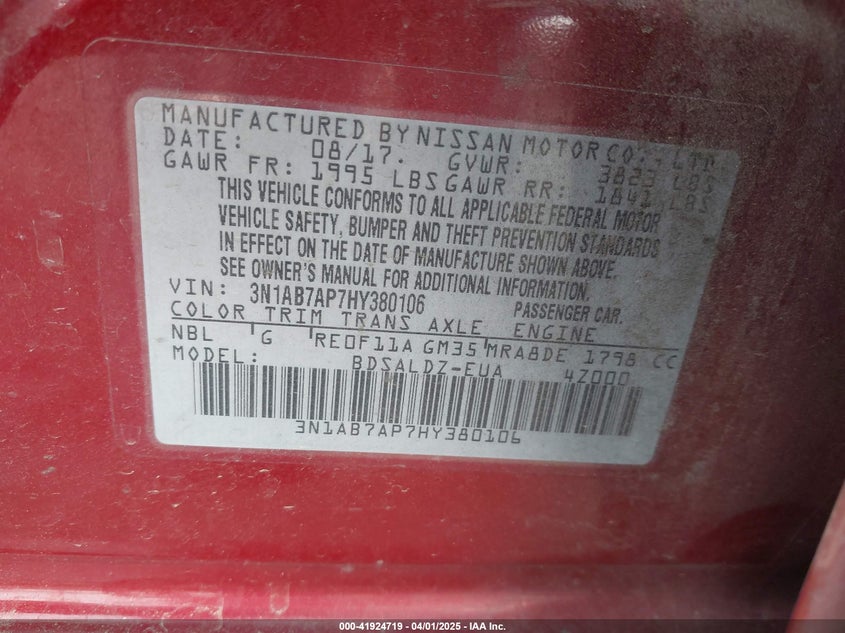 MANUFACTURED BY NISSAN MOTOR CO., LTD
DATE: 08/17. GVWR: 3823 LBS
GAWR FR: 1995 LBS GAWR RR: 1841 LBS
THIS VEHICLE CONFORMS TO ALL APPLICABLE FEDERAL MOTOR
VEHICLE SAFETY, BUMPER AND THEFT PREVENTION STANDARDS
IN EFFECT ON THE DATE OF MANUFACTURE SHOWN ABOVE.
SEE OWNER'S MANUAL FOR ADDITIONAL INFORMATION.
VIN: 3N1AB7AP7HY380106 PASSENGER CAR.
COLOR TRIM TRANS AXLE ENGINE
NBL G RE0F11A GM35 MRA8DE 1798 CC
MODEL: BDSALDZ-EUA 4Z000
3N1AB7AP7HY380106
000-41924719 - 04/01/2025 - IAA Inc.